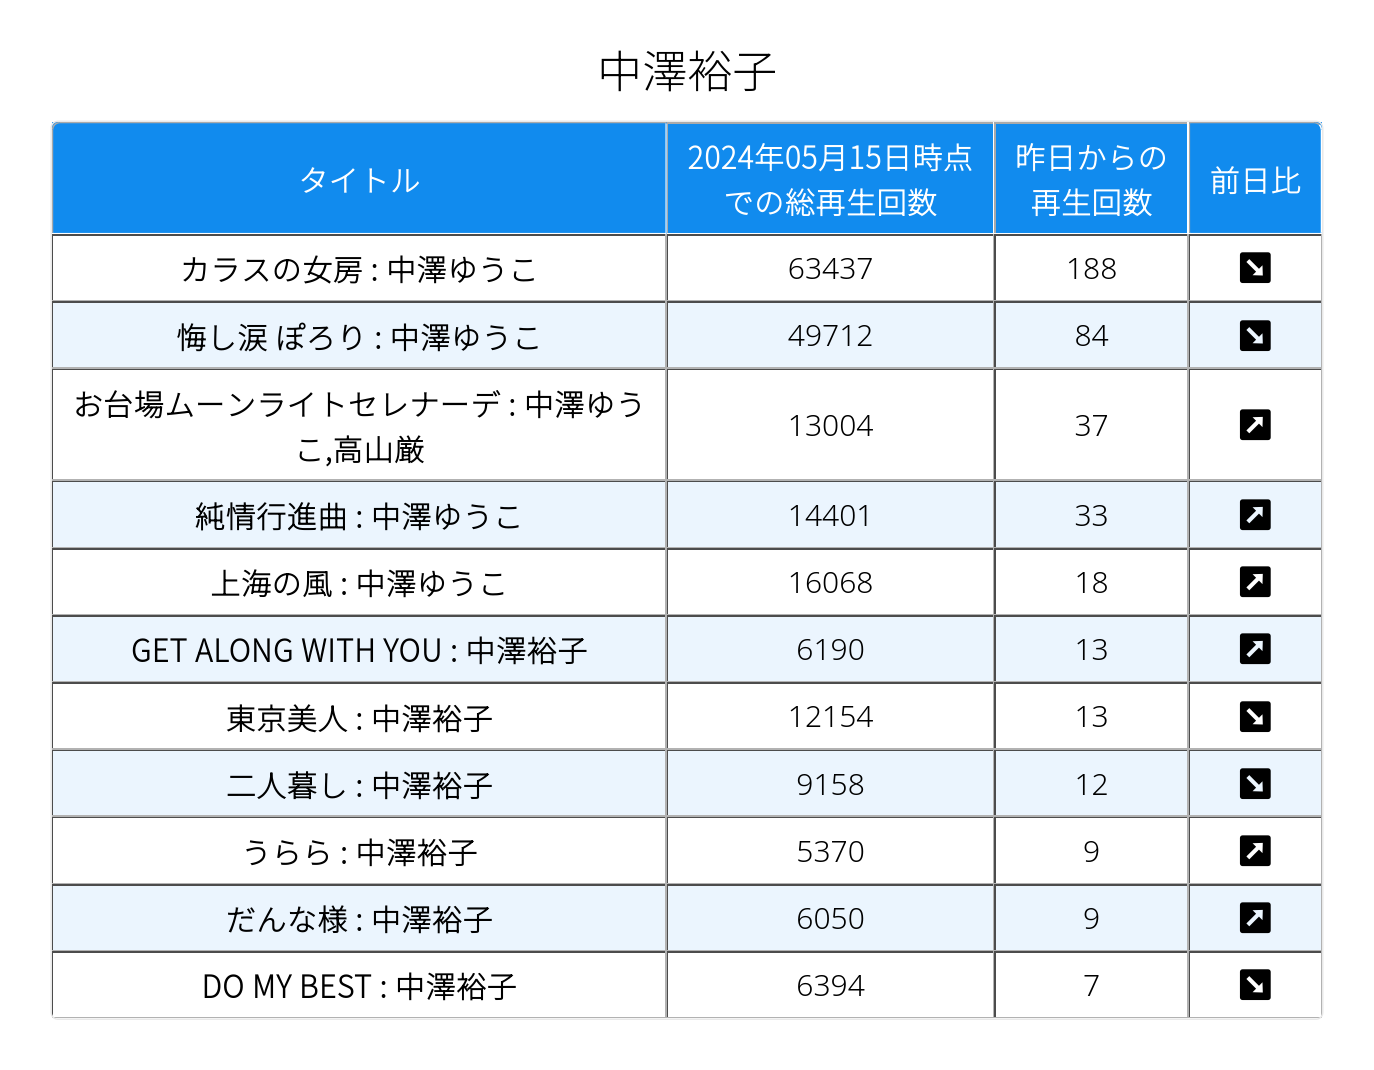 中澤裕子
タイトル
2024年05月15日時点
での総再生回数
昨日からの
再生回数
前日比
カラスの女房 : 中澤ゆうこ
63437
188
悔し涙 ぽろり : 中澤ゆうこ
49712
84
お台場ムーンライトセレナーデ : 中澤ゆう
こ,高山厳
13004
37
純情行進曲 : 中澤ゆうこ
14401
33
上海の風 : 中澤ゆうこ
16068
18
GET ALONG WITH YOU : 中澤裕子
6190
13
東京美人 : 中澤裕子
12154
13
二人暮し : 中澤裕子
9158
12
うらら : 中澤裕子
5370
9
だんな様 : 中澤裕子
6050
9
DO MY BEST : 中澤裕子
6394
7